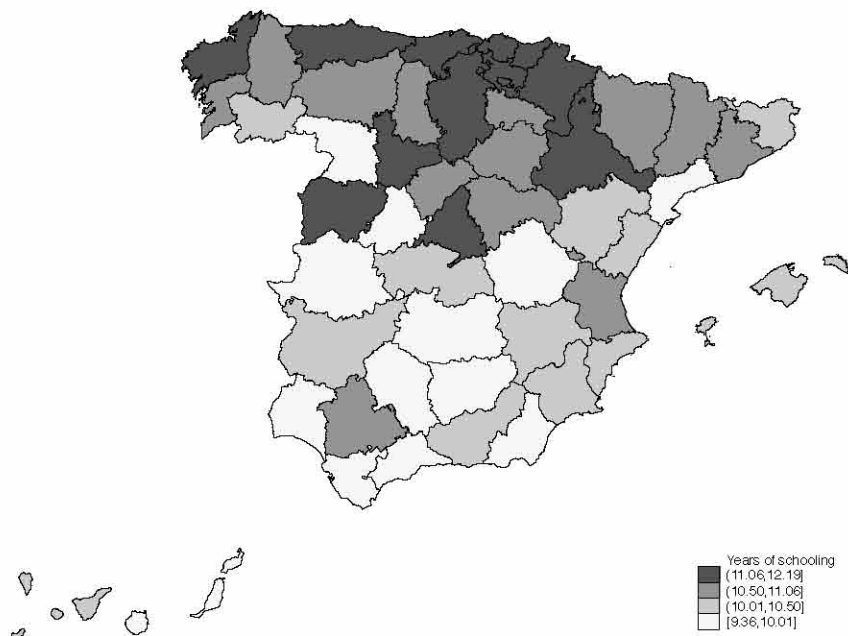 Years of schooling
(11.06,12.19]
(10.50,11.06]
(10.01,10.50]
[9.36,10.01]